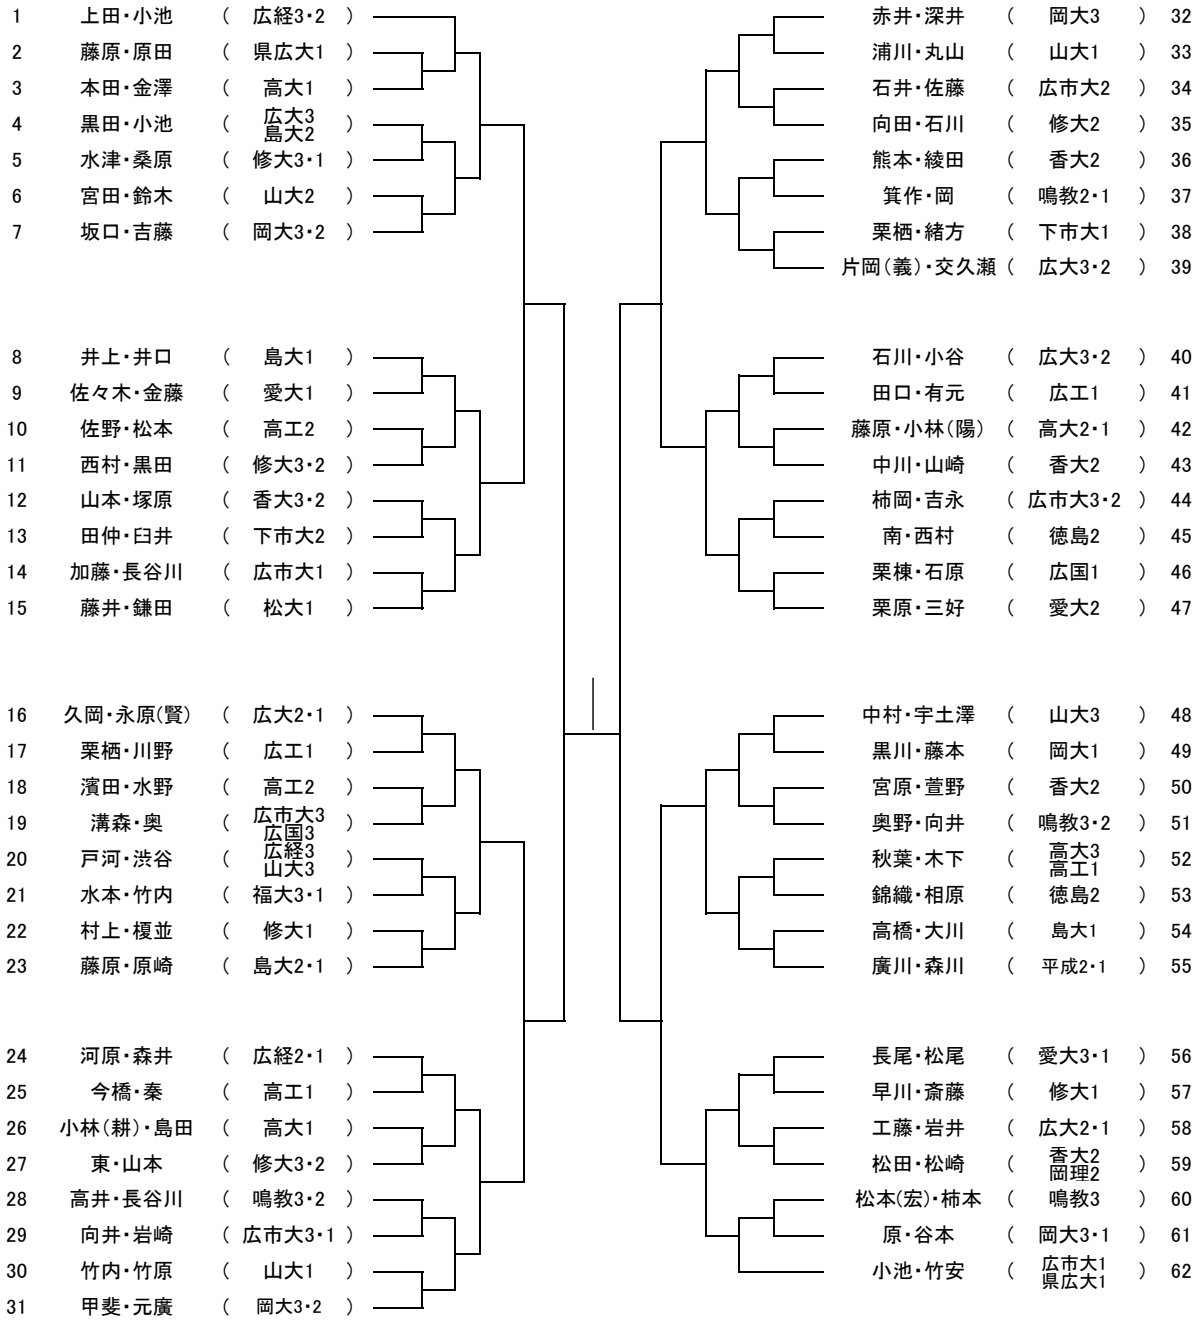 1 上田・小池 ( 広経3・2 )
2 藤原・原田 ( 県広大1 )
3 本田・金澤 ( 高大1 )
4 黒田・小池 ( 広大3 島大2 )
5 水津・桑原 ( 修大3・1 )
6 宮田・鈴木 ( 山大2 )
7 坂口・吉藤 ( 岡大3・2 )
8 井上・井口 ( 島大1 )
9 佐々木・金藤 ( 愛大1 )
10 佐野・松本 ( 高工2 )
11 西村・黒田 ( 修大3・2 )
12 山本・塚原 ( 香大3・2 )
13 田仲・臼井 ( 下市大2 )
14 加藤・長谷川 ( 広市大1 )
15 藤井・鎌田 ( 松大1 )
16 久岡・永原(賢) ( 広大2・1 )
17 栗栖・川野 ( 広工1 )
18 濱田・水野 ( 高工2 )
19 溝森・奥 ( 広市大3 広国3 )
20 戸河・渋谷 ( 広経3 山大3 )
21 水本・竹内 ( 福大3・1 )
22 村上・榎並 ( 修大1 )
23 藤原・原崎 ( 島大2・1 )
24 河原・森井 ( 広経2・1 )
25 今橋・秦 ( 高工1 )
26 小林(耕)・島田 ( 高大1 )
27 東・山本 ( 修大3・2 )
28 高井・長谷川 ( 鳴教3・2 )
29 向井・岩崎 ( 広市大3・1 )
30 竹内・竹原 ( 山大1 )
31 甲斐・元廣 ( 岡大3・2 )
赤井・深井 ( 岡大3 ) 32
浦川・丸山 ( 山大1 ) 33
石井・佐藤 ( 広市大2 ) 34
向田・石川 ( 修大2 ) 35
熊本・綾田 ( 香大2 ) 36
箕作・岡 ( 鳴教2・1 ) 37
栗栖・緒方 ( 下市大1 ) 38
片岡(義)・交久瀬 ( 広大3・2 ) 39
石川・小谷 ( 広大3・2 ) 40
田口・有元 ( 広工1 ) 41
藤原・小林(陽) ( 高大2・1 ) 42
中川・山崎 ( 香大2 ) 43
柿岡・吉永 ( 広市大3・2 ) 44
南・西村 ( 徳島2 ) 45
栗棟・石原 ( 広国1 ) 46
栗原・三好 ( 愛大2 ) 47
中村・宇土澤 ( 山大3 ) 48
黒川・藤本 ( 岡大1 ) 49
宮原・萱野 ( 香大2 ) 50
奥野・向井 ( 鳴教3・2 ) 51
秋葉・木下 ( 高大3 高工1 ) 52
錦織・相原 ( 徳島2 ) 53
高橋・大川 ( 島大1 ) 54
廣川・森川 ( 平成2・1 ) 55
長尾・松尾 ( 愛大3・1 ) 56
早川・斎藤 ( 修大1 ) 57
工藤・岩井 ( 広大2・1 ) 58
松田・松崎 ( 香大2 岡理2 ) 59
松本(宏)・柿本 ( 鳴教3 ) 60
原・谷本 ( 岡大3・1 ) 61
小池・竹安 ( 広市大1 県広大1 ) 62